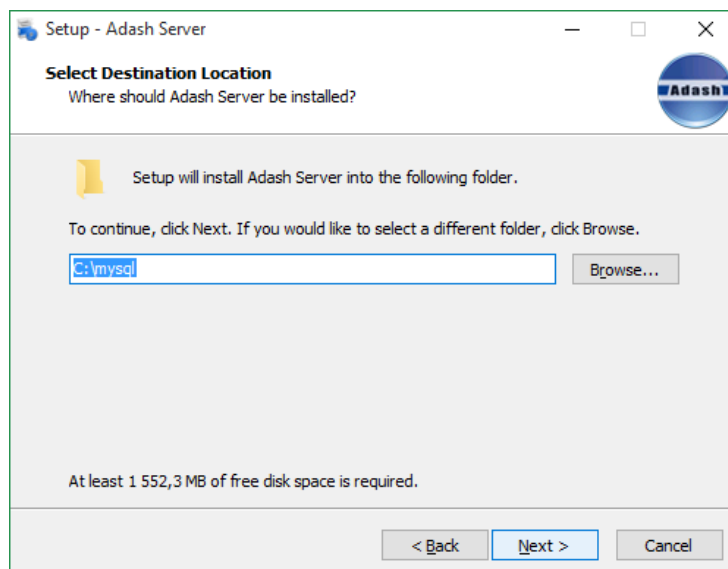 Setup - Adash Server
Select Destination Location
Where should Adash Server be installed?
Adash
Setup will install Adash Server into the following folder.
To continue, click Next. If you would like to select a different folder, click Browse.
C:\mysql
Browse...
At least 1 552,3 MB of free disk space is required.
< Back
Next >
Cancel